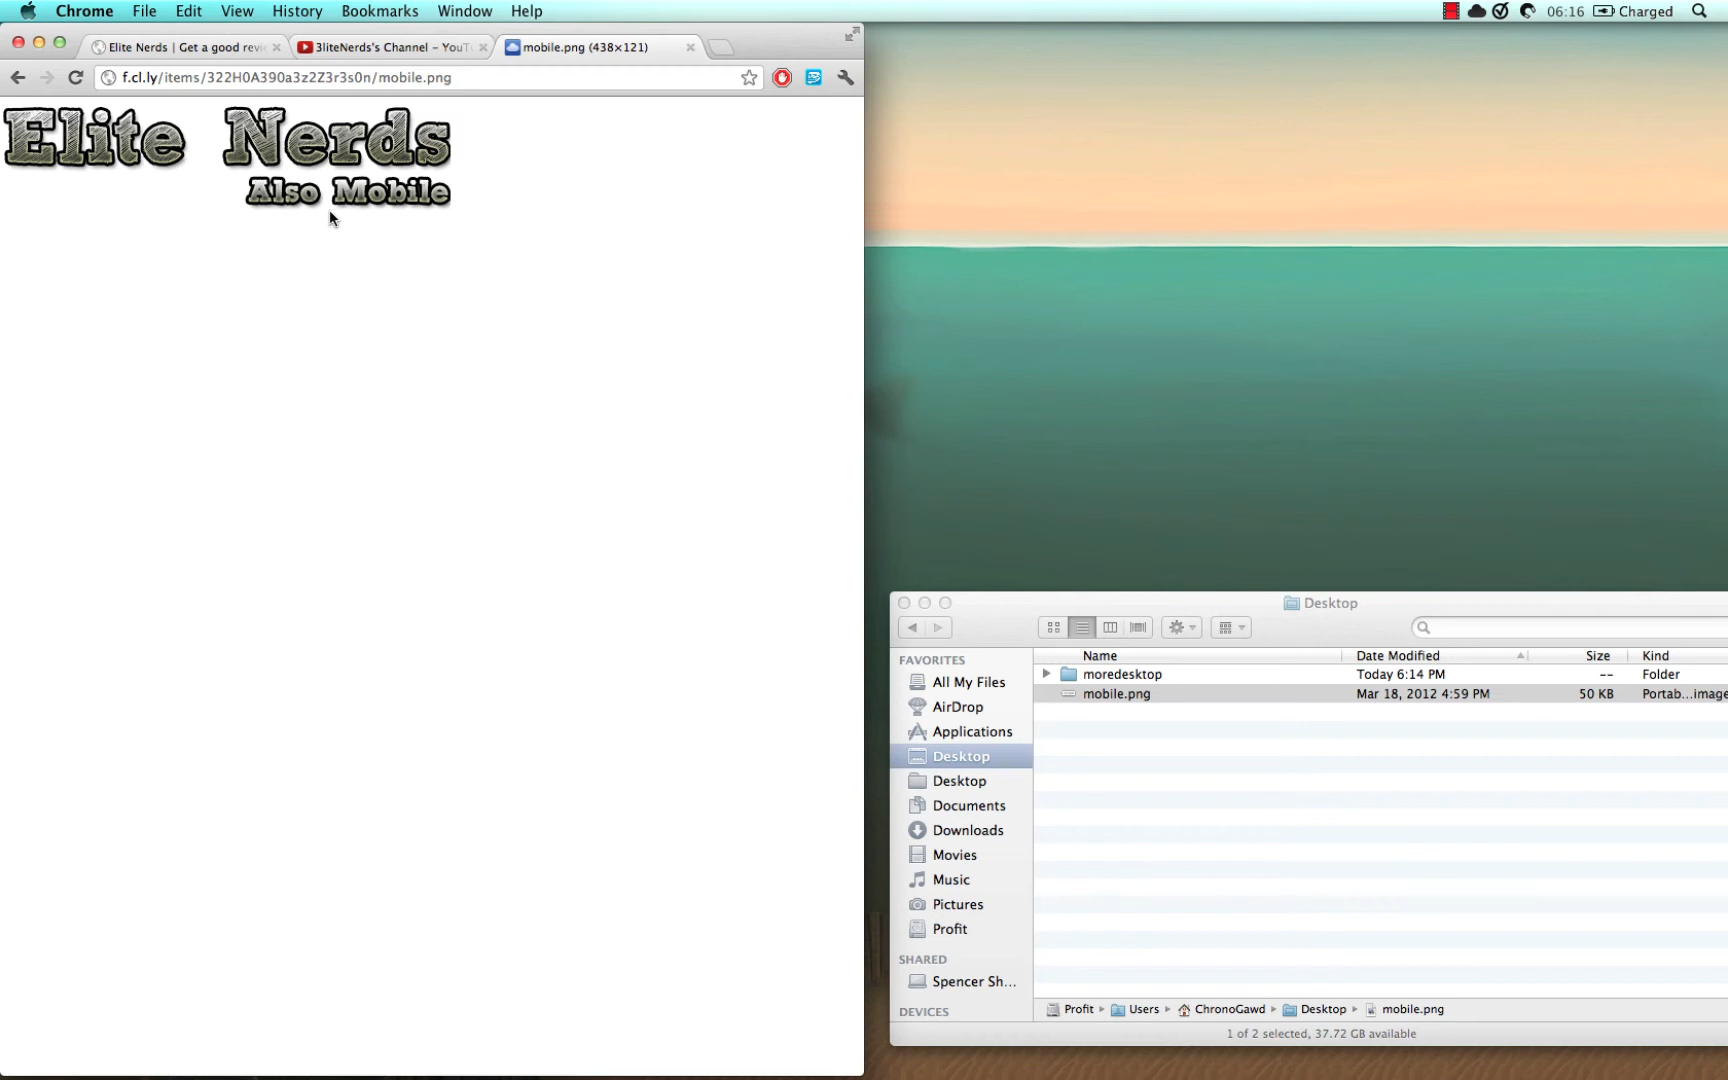 Chrome File Edit View History Bookmarks Window Help 06:16 Charged
Elite Nerds | Get a good revi
3liteNerds's Channel – YouT
mobile.png (438×121)
f.cl.ly/items/322H0A390a3z2Z3r3s0n/mobile.png
Elite Nerds
Also Mobile
Desktop
FAVORITES
All My Files
AirDrop
Applications
Desktop
Desktop
Documents
Downloads
Movies
Music
Pictures
Profit
SHARED
Spencer Sh...
DEVICES
Name Date Modified Size Kind
moredesktop Today 6:14 PM -- Folder
mobile.png Mar 18, 2012 4:59 PM 50 KB Portab...image
Profit Users ChronoGawd Desktop mobile.png
1 of 2 selected, 37.72 GB available